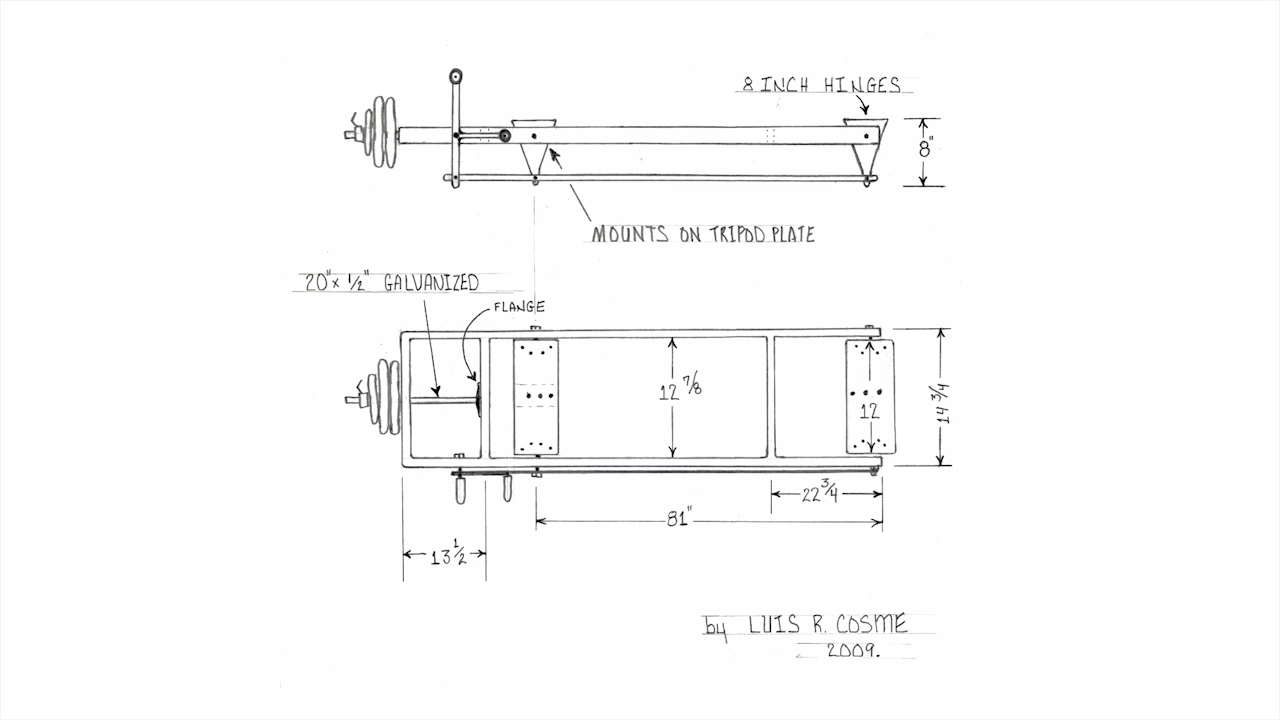 8 INCH HINGES
8"
MOUNTS ON TRIPOD PLATE
20" x 1/2" GALVANIZED
FLANGE
12 7/8
12
14 3/4
22 3/4
81"
13 1/2
by LUIS R. COSME
2009.